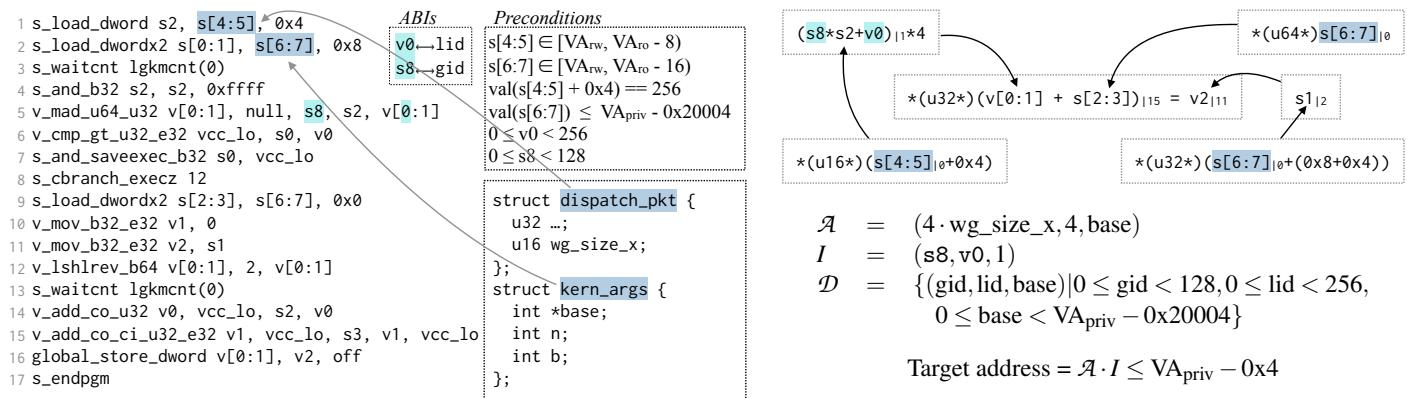 1 s_load_dword s2, s[4:5], 0x4
2 s_load_dwordx2 s[0:1], s[6:7], 0x8
3 s_waitcnt lgkmcnt(0)
4 s_and_b32 s2, s2, 0xffff
5 v_mad_u64_u32 v[0:1], null, s8, s2, v[0:1]
6 v_cmp_gt_u32_e32 vcc_lo, s0, v0
7 s_and_saveexec_b32 s0, vcc_lo
8 s_cbranch_execz 12
9 s_load_dwordx2 s[2:3], s[6:7], 0x0
10 v_mov_b32_e32 v1, 0
11 v_mov_b32_e32 v2, s1
12 v_lshlrev_b64 v[0:1], 2, v[0:1]
13 s_waitcnt lgkmcnt(0)
14 v_add_co_u32 v0, vcc_lo, s2, v0
15 v_add_co_ci_u32_e32 v1, vcc_lo, s3, v1, vcc_lo
16 global_store_dword v[0:1], v2, off
17 s_endpgm
ABIs
v0⟷lid
s8⟷gid
Preconditions
s[4:5] ∈ [VA_rw, VA_ro - 8)
s[6:7] ∈ [VA_rw, VA_ro - 16)
val(s[4:5] + 0x4) == 256
val(s[6:7]) ≤ VA_priv - 0x20004
0 ≤ v0 < 256
0 ≤ s8 < 128
struct dispatch_pkt {
u32 …;
u16 wg_size_x;
};
struct kern_args {
int *base;
int n;
int b;
};
(s8*s2+v0)|1*4
*(u64*)s[6:7]|0
*(u32*)(v[0:1] + s[2:3])|15 = v2|11
s1|2
*(u16*)(s[4:5]|0+0x4)
*(u32*)(s[6:7]|0+(0x8+0x4))
𝒜 = (4 · wg_size_x, 4, base)
I = (s8, v0, 1)
𝒟 = {(gid, lid, base)|0 ≤ gid < 128, 0 ≤ lid < 256,
0 ≤ base < VA_priv − 0x20004}
Target address = 𝒜 · I ≤ VA_priv − 0x4